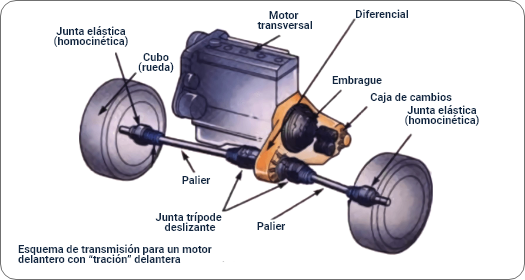 Motor
transversal
Diferencial
Junta elástica
(homocinética)
Cubo
(rueda)
Embrague
Caja de cambios
Junta elástica
(homocinética)
Palier
Junta trípode
deslizante
Palier
Esquema de transmisión para un motor
delantero con “tración” delantera